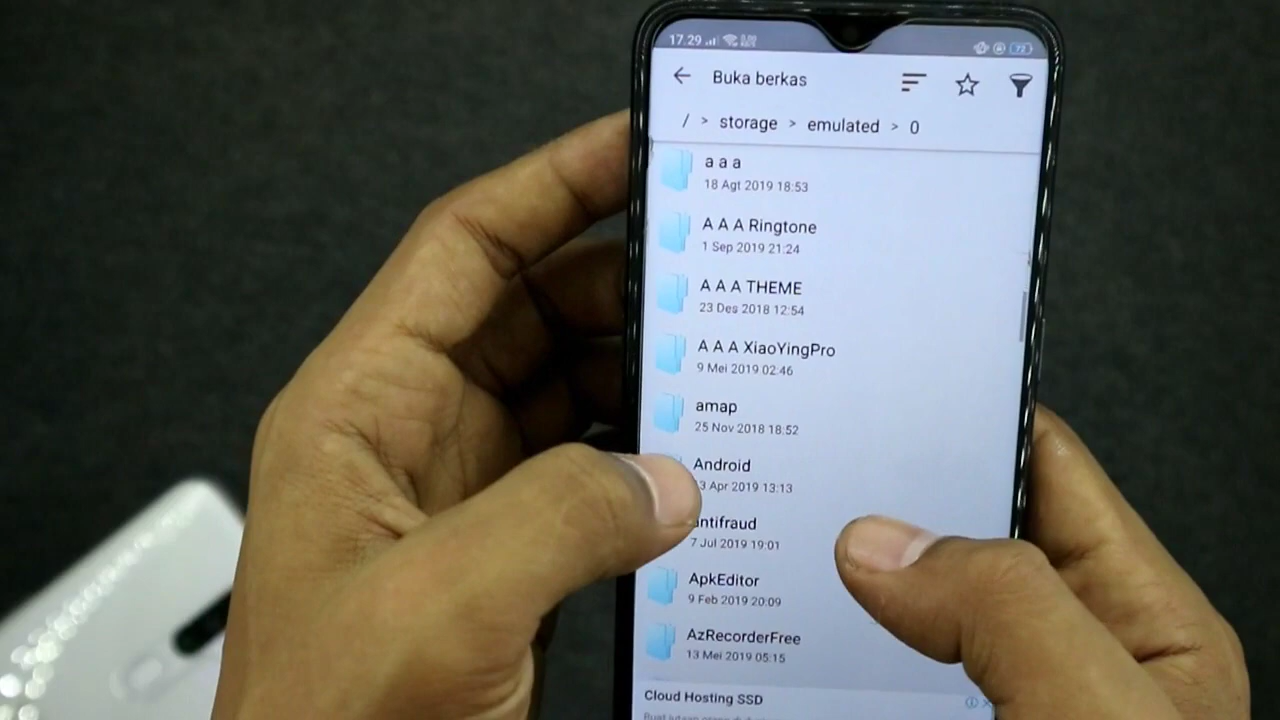 17.29
72
Buka berkas
/ > storage > emulated > 0
a a a
18 Agt 2019 18:53
A A A Ringtone
1 Sep 2019 21:24
A A A THEME
23 Des 2018 12:54
A A A XiaoYingPro
9 Mei 2019 02:46
amap
25 Nov 2018 18:52
Android
3 Apr 2019 13:13
antifraud
7 Jul 2019 19:01
ApkEditor
9 Feb 2019 20:09
AzRecorderFree
13 Mei 2019 05:15
Cloud Hosting SSD